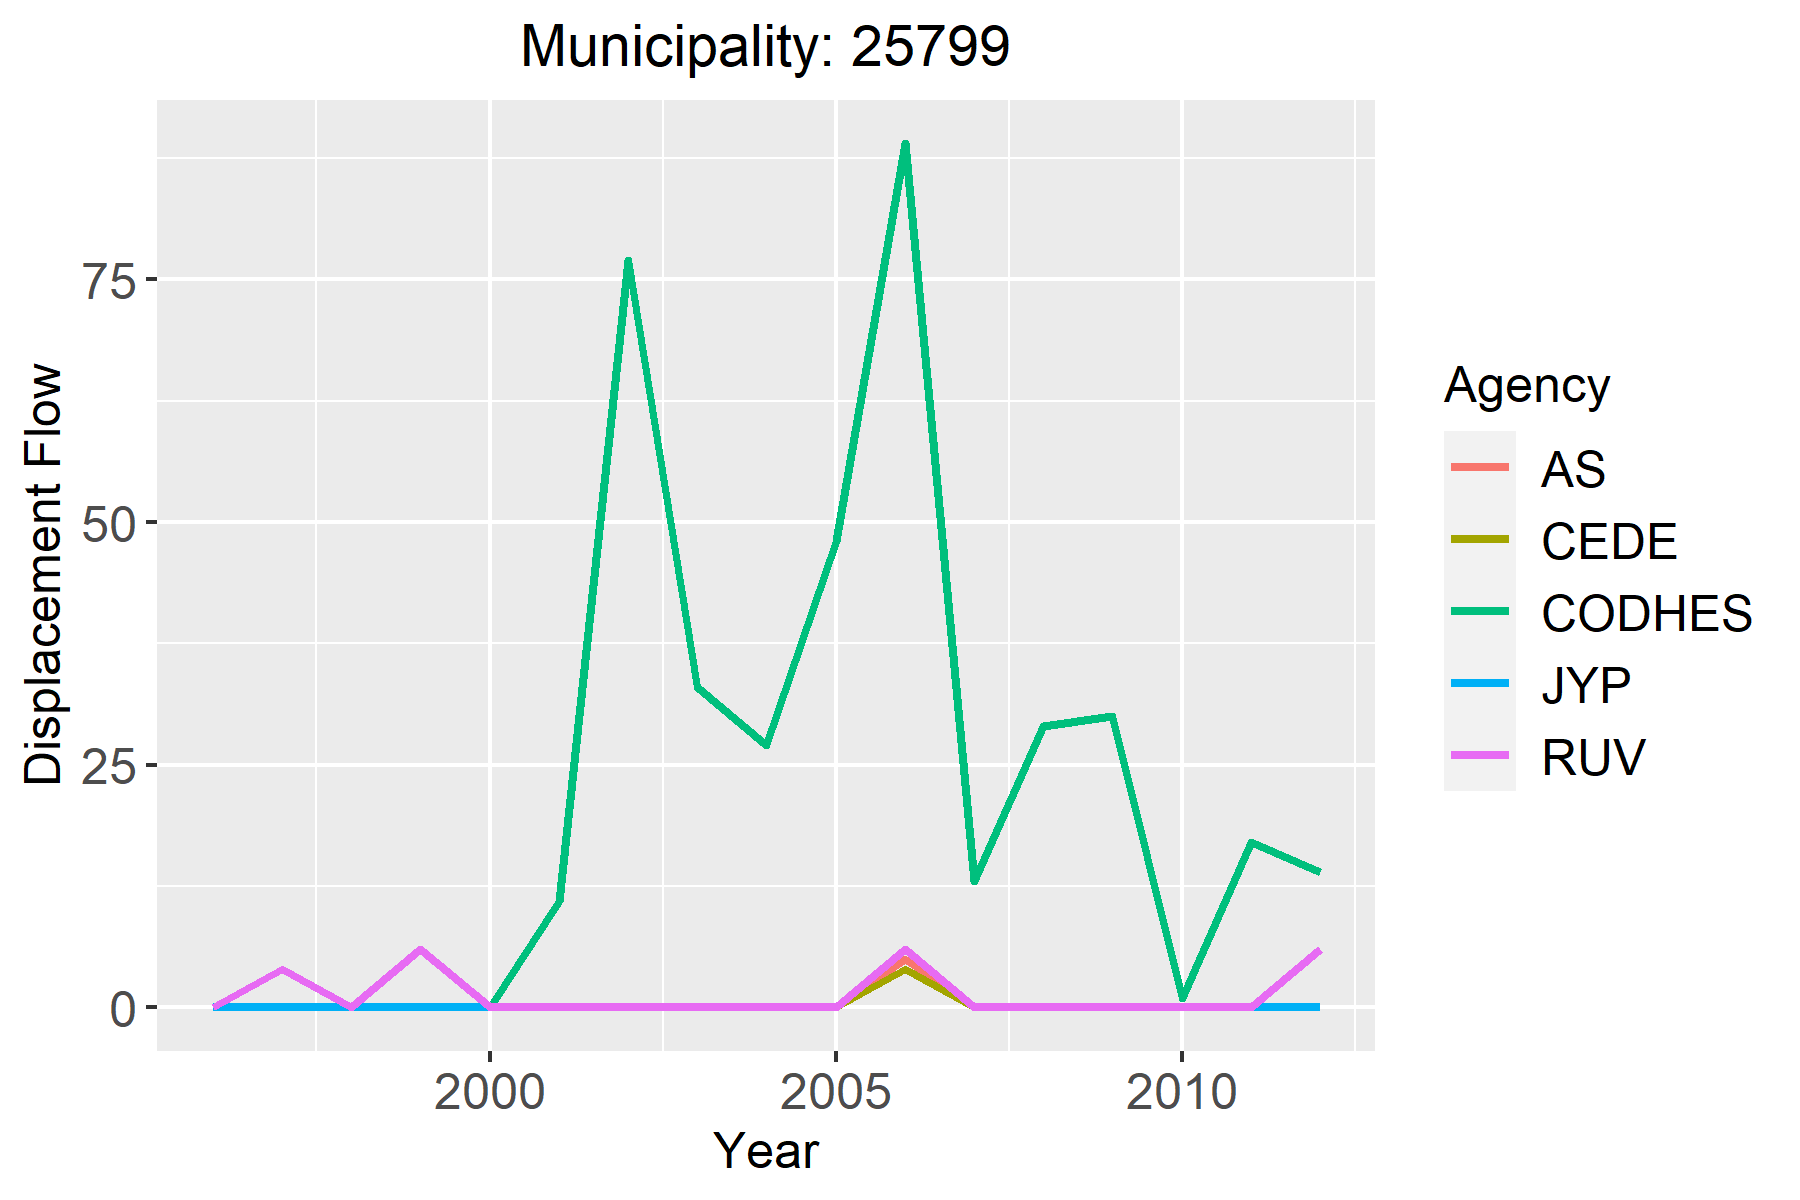 Municipality: 25799
Displacement Flow
75
50
25
0
2000
2005
2010
Year
Agency
AS
CEDE
CODHES
JYP
RUV